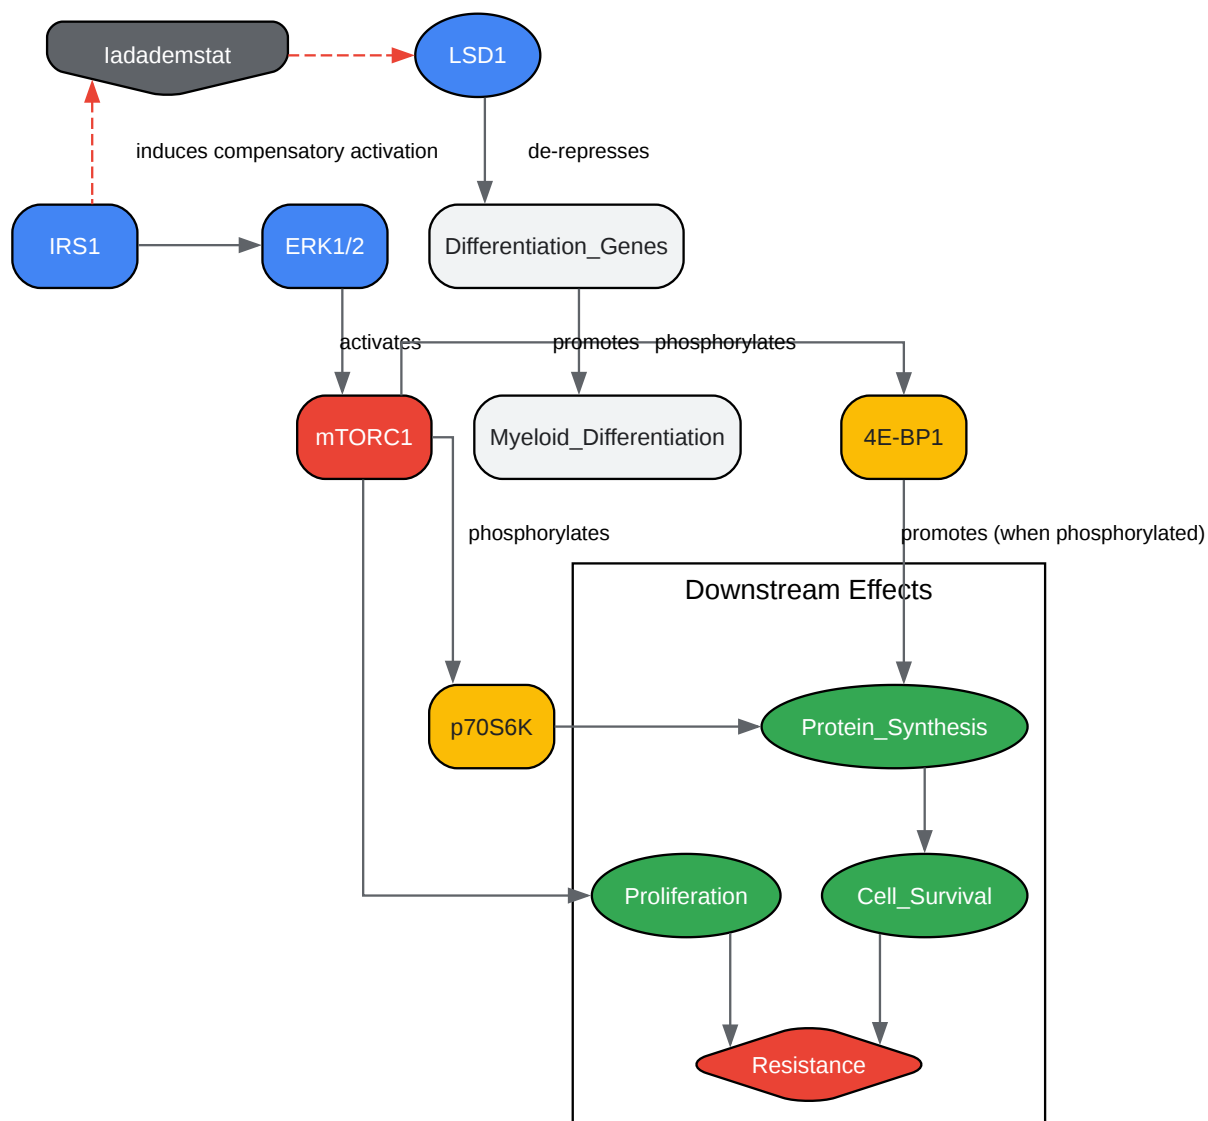 Iadademstat
LSD1
induces compensatory activation
de-represses
IRS1
ERK1/2
Differentiation_Genes
activates
promotes
phosphorylates
mTORC1
Myeloid_Differentiation
4E-BP1
phosphorylates
promotes (when phosphorylated)
Downstream Effects
p70S6K
Protein_Synthesis
Proliferation
Cell_Survival
Resistance